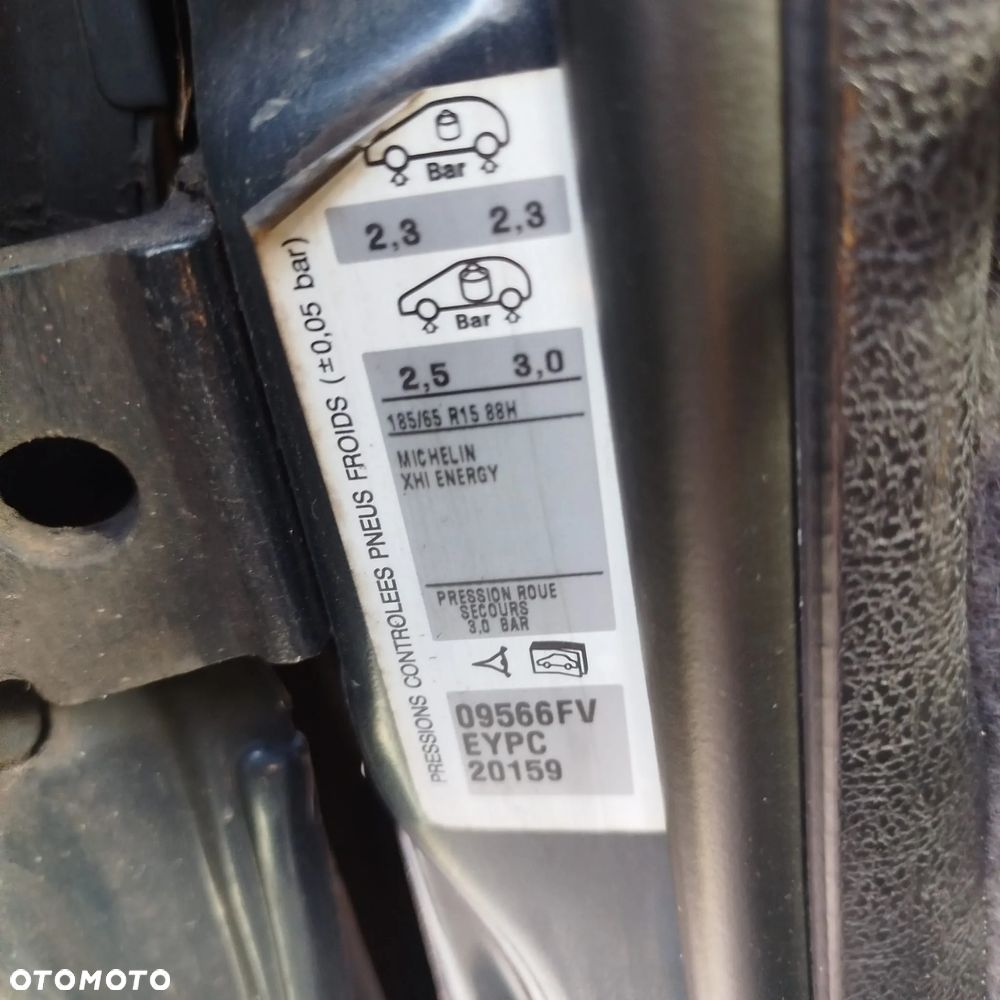 Bar
2,3 2,3
Bar
2,5 3,0
185/65 R15 88H
MICHELIN
XHI ENERGY
PRESSION ROUE
SECOURS
3,0 BAR
09566FV
EYPC
20159
PRESSIONS CONTROLEES PNEUS FROIDS (±0,05 bar)
OTOMOTO